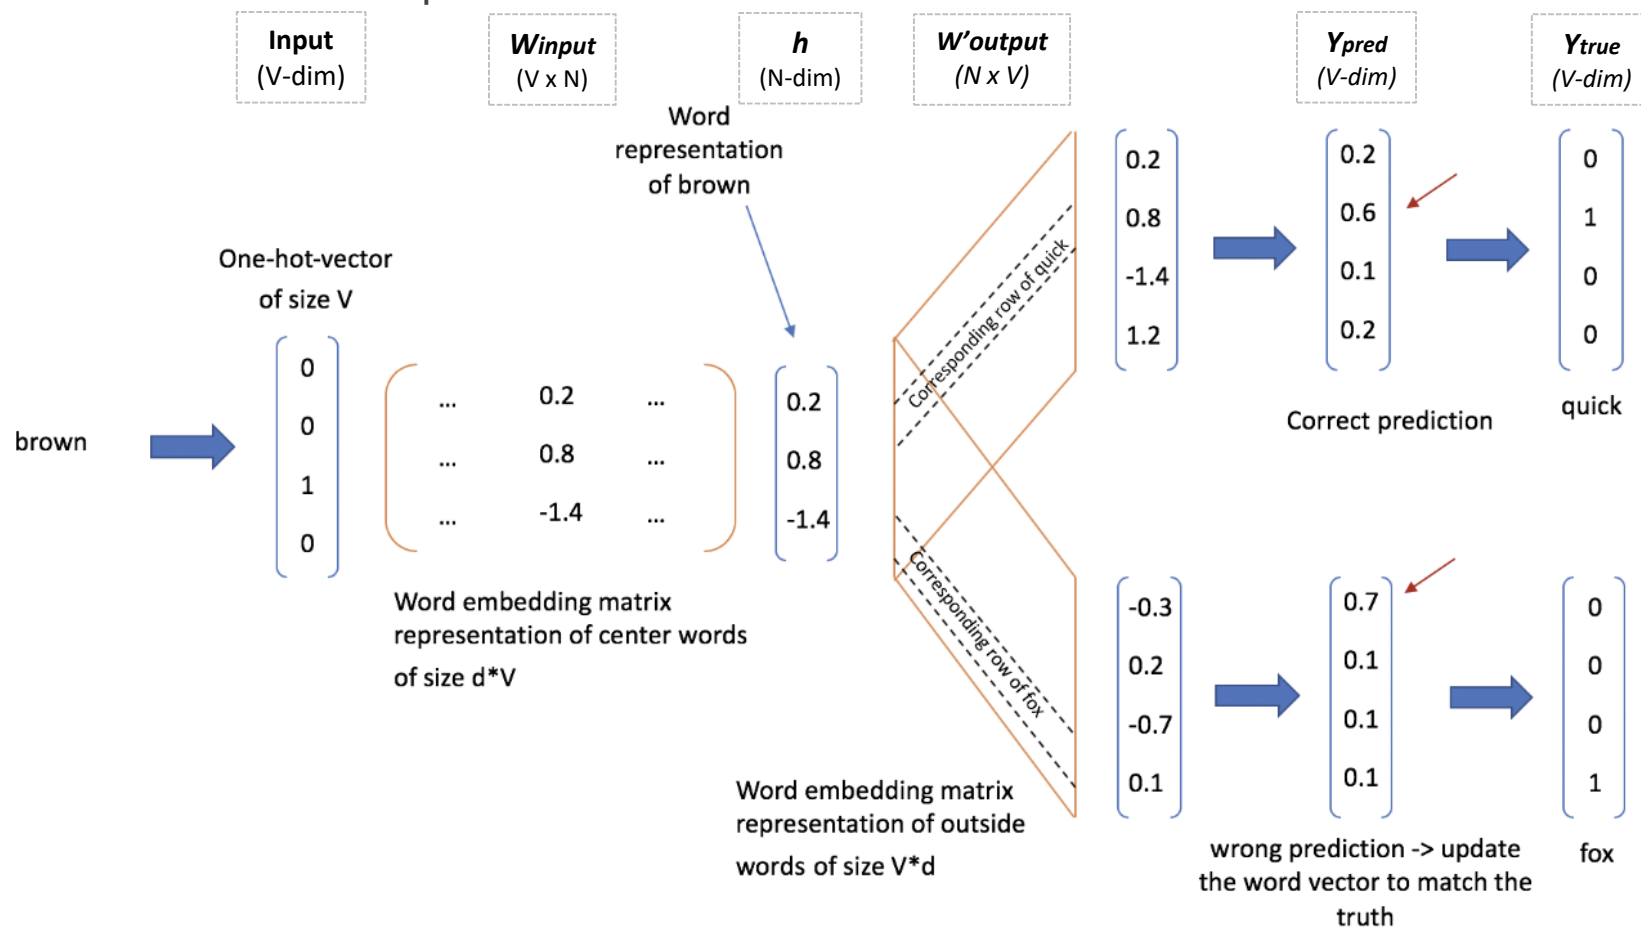 Input
(V-dim)
Winput
(V x N)
h
(N-dim)
W'output
(N x V)
Ypred
(V-dim)
Ytrue
(V-dim)
Word
representation
of brown
One-hot-vector
of size V
brown
0
0
1
0
... 0.2 ...
... 0.8 ...
... -1.4 ...
Word embedding matrix
representation of center words
of size d*V
0.2
0.8
-1.4
Corresponding row of quick
Corresponding row of fox
Word embedding matrix
representation of outside
words of size V*d
0.2
0.8
-1.4
1.2
0.2
0.6
0.1
0.2
Correct prediction
0
1
0
0
quick
-0.3
0.2
-0.7
0.1
0.7
0.1
0.1
0.1
wrong prediction -> update
the word vector to match the
truth
0
0
0
1
fox